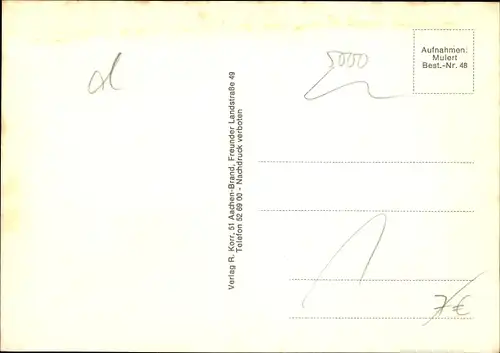 Aufnahmen:
Mulert
Best.-Nr. 48
5000
Verlag R. Korr, 51 Aachen-Brand, Freunder Landstraße 49
Telefon 52 69 00 - Nachdruck verboten
7 €